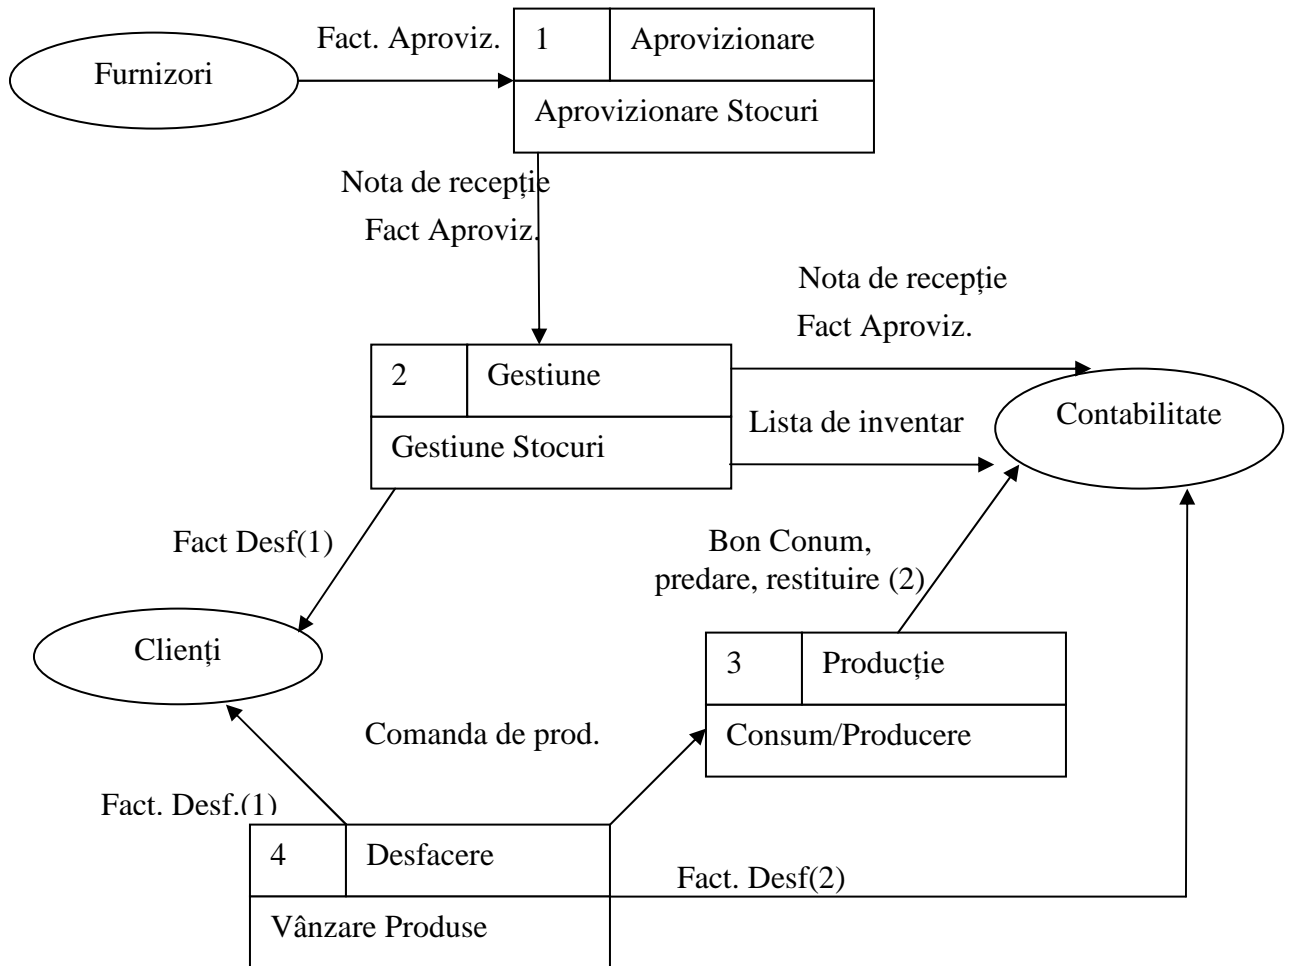 Fact. Aproviz.
1
Aprovizionare
Furnizori
Aprovizionare Stocuri
Nota de recepție
Fact Aproviz.
Nota de recepție
Fact Aproviz.
2
Gestiune
Contabilitate
Lista de inventar
Gestiune Stocuri
Fact Desf(1)
Bon Conum,
predare, restituire (2)
Clienți
3
Producție
Comanda de prod.
Consum/Producere
Fact. Desf.(1)
4
Desfacere
Fact. Desf(2)
Vânzare Produse